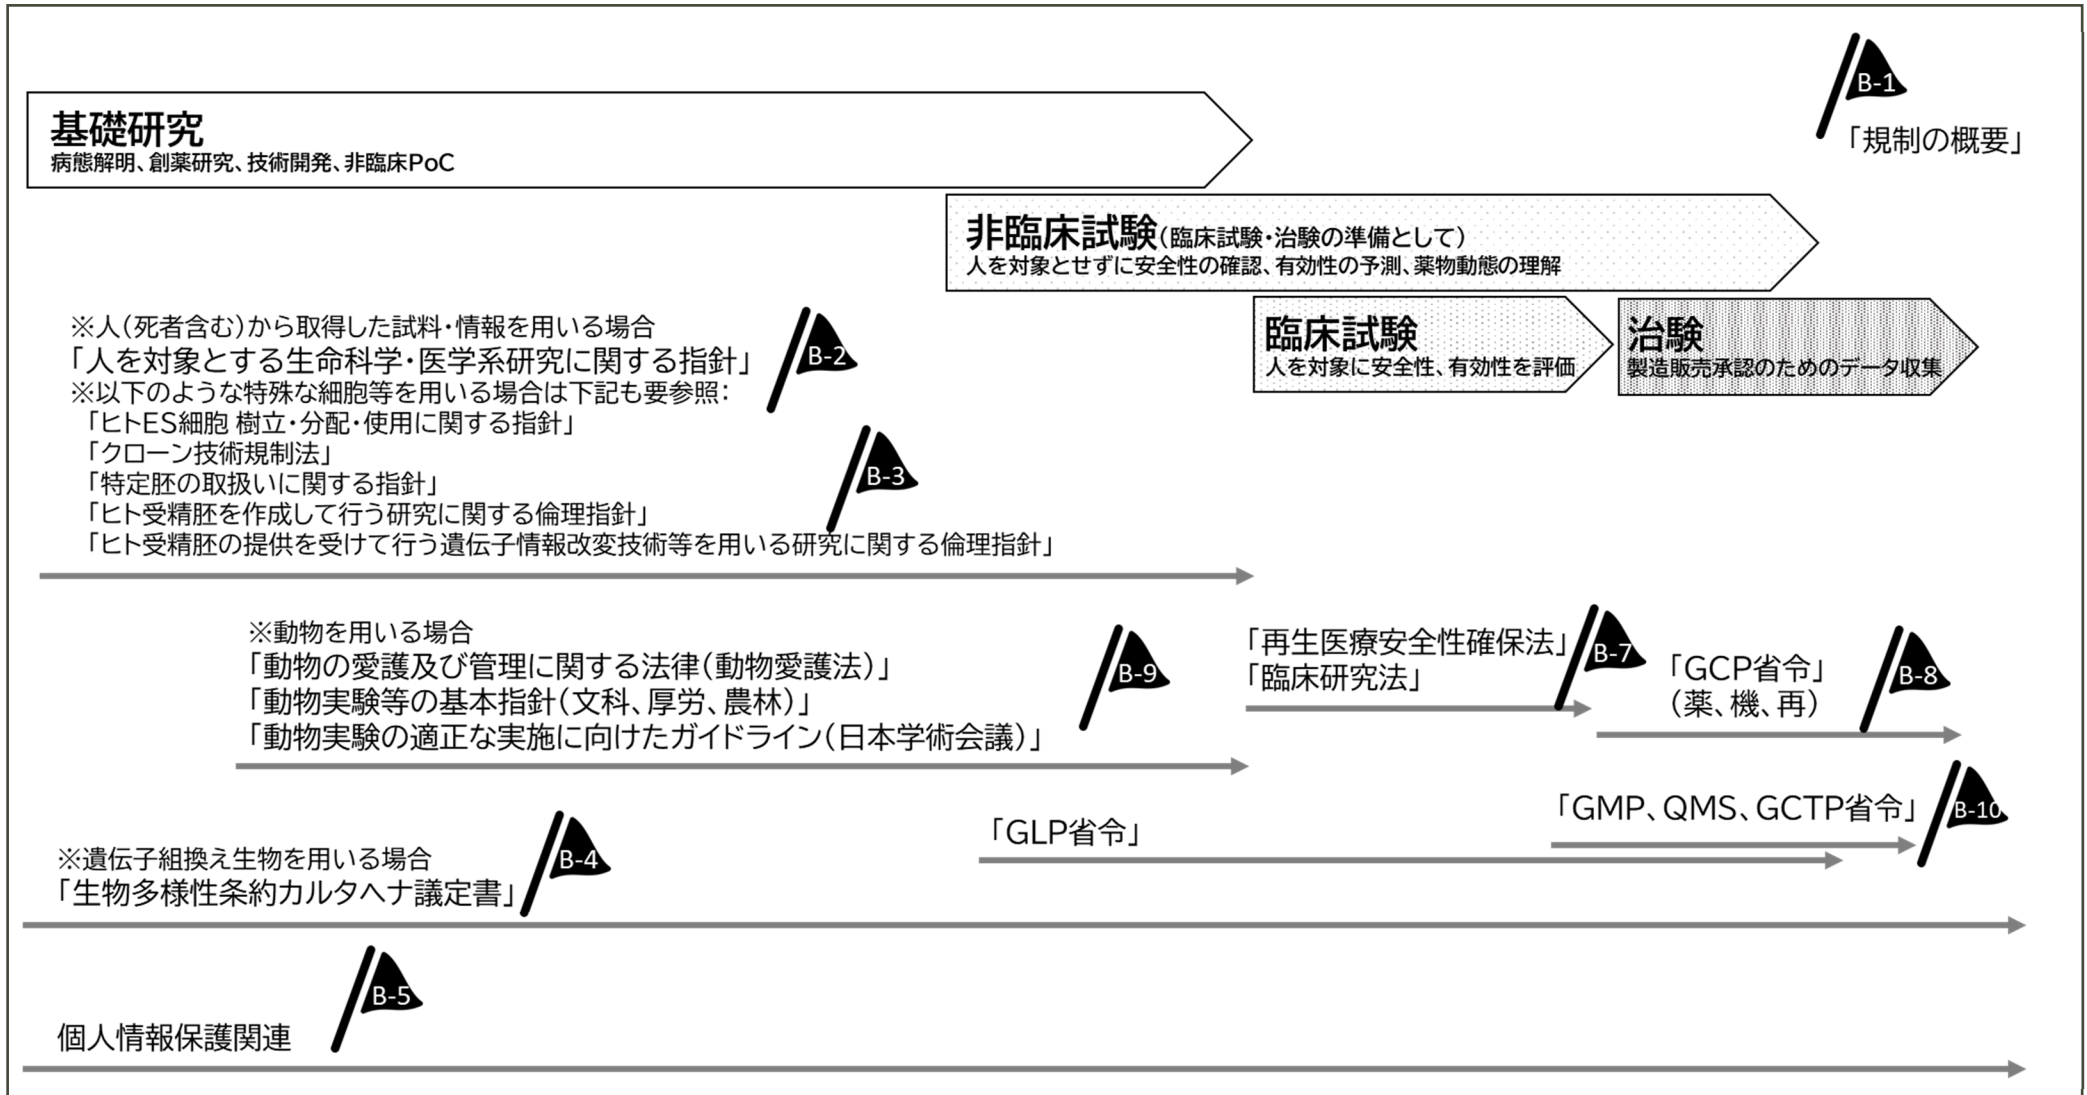 B-1
「規制の概要」
基礎研究
病態解明、創薬研究、技術開発、非臨床PoC
非臨床試験(臨床試験・治験の準備として)
人を対象とせずに安全性の確認、有効性の予測、薬物動態の理解
臨床試験
人を対象に安全性、有効性を評価
治験
製造販売承認のためのデータ収集
※人(死者含む)から取得した試料・情報を用いる場合
「人を対象とする生命科学・医学系研究に関する指針」
B-2
※以下のような特殊な細胞等を用いる場合は下記も要参照:
「ヒトES細胞 樹立・分配・使用に関する指針」
「クローン技術規制法」
B-3
「特定胚の取扱いに関する指針」
「ヒト受精胚を作成して行う研究に関する倫理指針」
「ヒト受精胚の提供を受けて行う遺伝子情報改変技術等を用いる研究に関する倫理指針」
※動物を用いる場合
「動物の愛護及び管理に関する法律(動物愛護法)」
「動物実験等の基本指針(文科、厚労、農林)」
「動物実験の適正な実施に向けたガイドライン(日本学術会議)」
B-9
「再生医療安全性確保法」
「臨床研究法」
B-7
「GCP省令」
(薬、機、再)
B-8
「GMP、QMS、GCTP省令」
B-10
「GLP省令」
※遺伝子組換え生物を用いる場合
「生物多様性条約カルタヘナ議定書」
B-4
B-5
個人情報保護関連